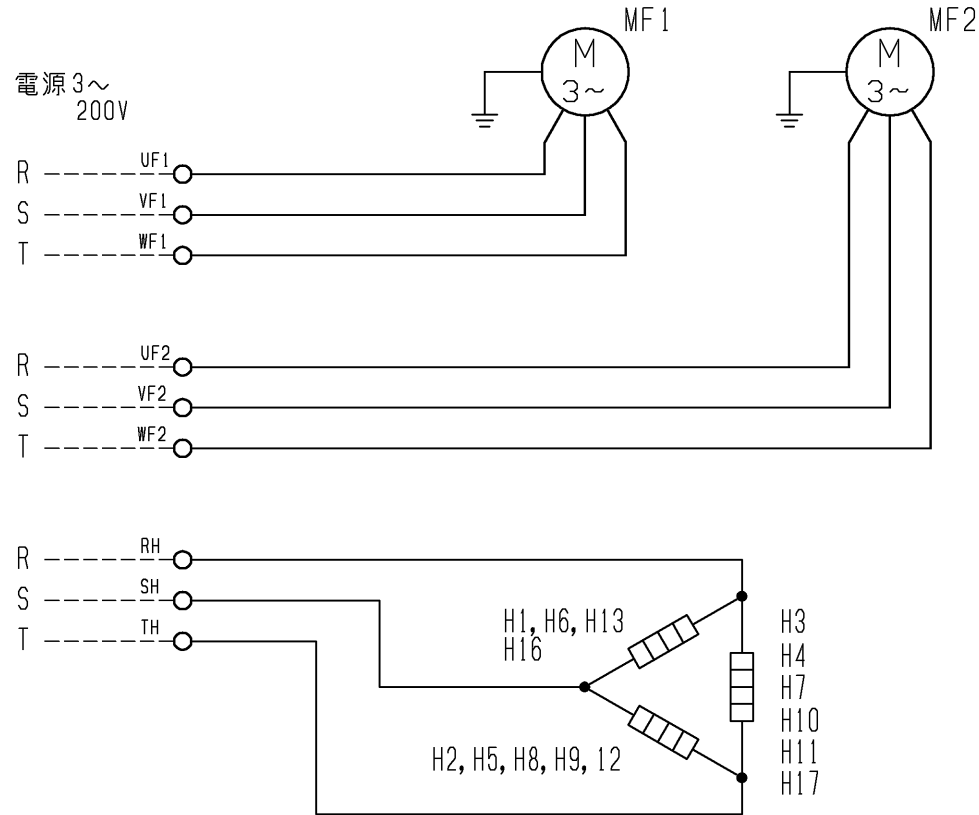 MF1
MF2
M
3~
M
3~
電源3~
200V
UF1
R
VF1
S
WF1
T
UF2
R
VF2
S
WF2
T
RH
R
SH
S
TH
T
H1, H6, H13
H16
H3
H4
H7
H10
H11
H17
H2, H5, H8, H9, 12